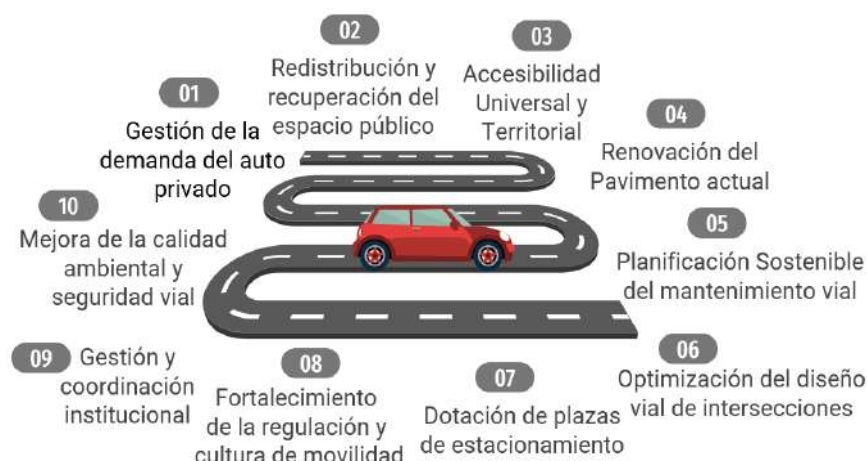 01
Gestión de la
demanda del auto
privado
02
Redistribución y
recuperación del
espacio público
03
Accesibilidad
Universal y
Territorial
04
Renovación del
Pavimento actual
05
Planificación Sostenible
del mantenimiento vial
06
Optimización del diseño
vial de intersecciones
07
Dotación de plazas
de estacionamiento
08
Fortalecimiento
de la regulación y
cultura de movilidad
09
Gestión y
coordinación
institucional
10
Mejora de la calidad
ambiental y
seguridad vial